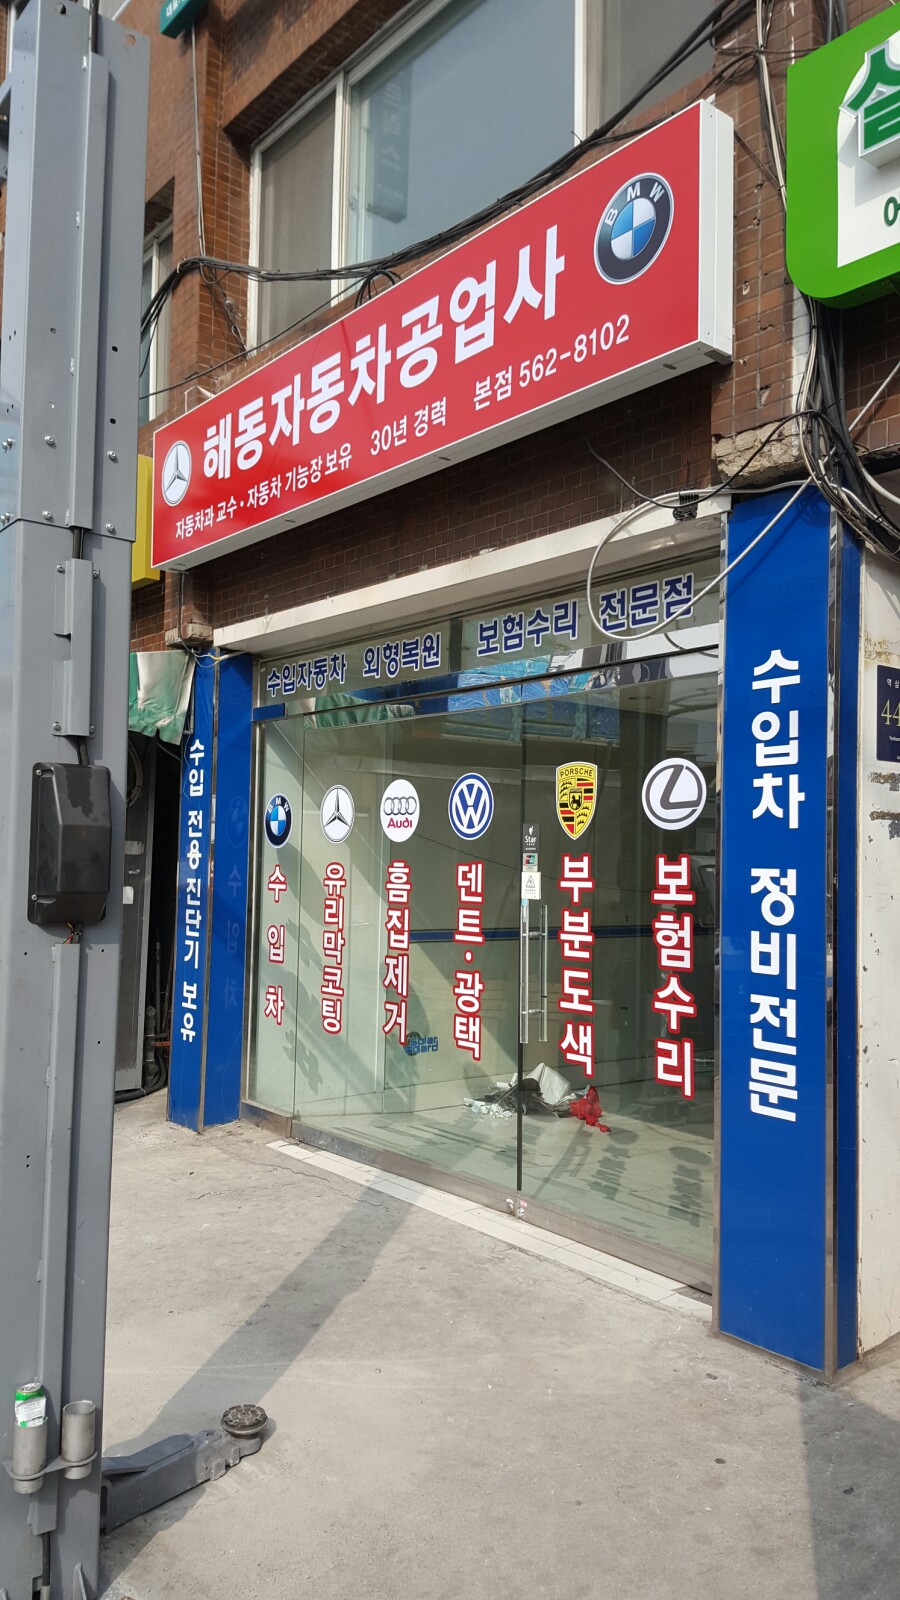 BMW
해동자동차공업사
자동차과 교수·자동차 기능장 보유 30년 경력 본점 562-8102
수입자동차 외형복원 보험수리 전문점
수입 전용 진단기 보유
BMW
수입차
유리막코팅
Audi
흠집제거
덴트·광택
PORSCHE
부분도색
보험수리
수입차 정비전문
Star
44